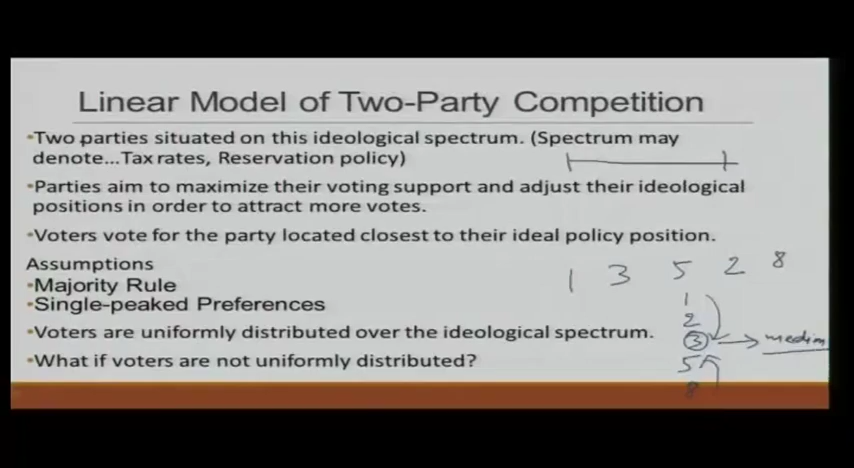 Linear Model of Two-Party Competition
•Two parties situated on this ideological spectrum. (Spectrum may
denote...Tax rates, Reservation policy)
•Parties aim to maximize their voting support and adjust their ideological
positions in order to attract more votes.
•Voters vote for the party located closest to their ideal policy position.
Assumptions
•Majority Rule
•Single-peaked Preferences
•Voters are uniformly distributed over the ideological spectrum.
•What if voters are not uniformly distributed?
1 3 5 2 8
1
2
3 → median
5
8